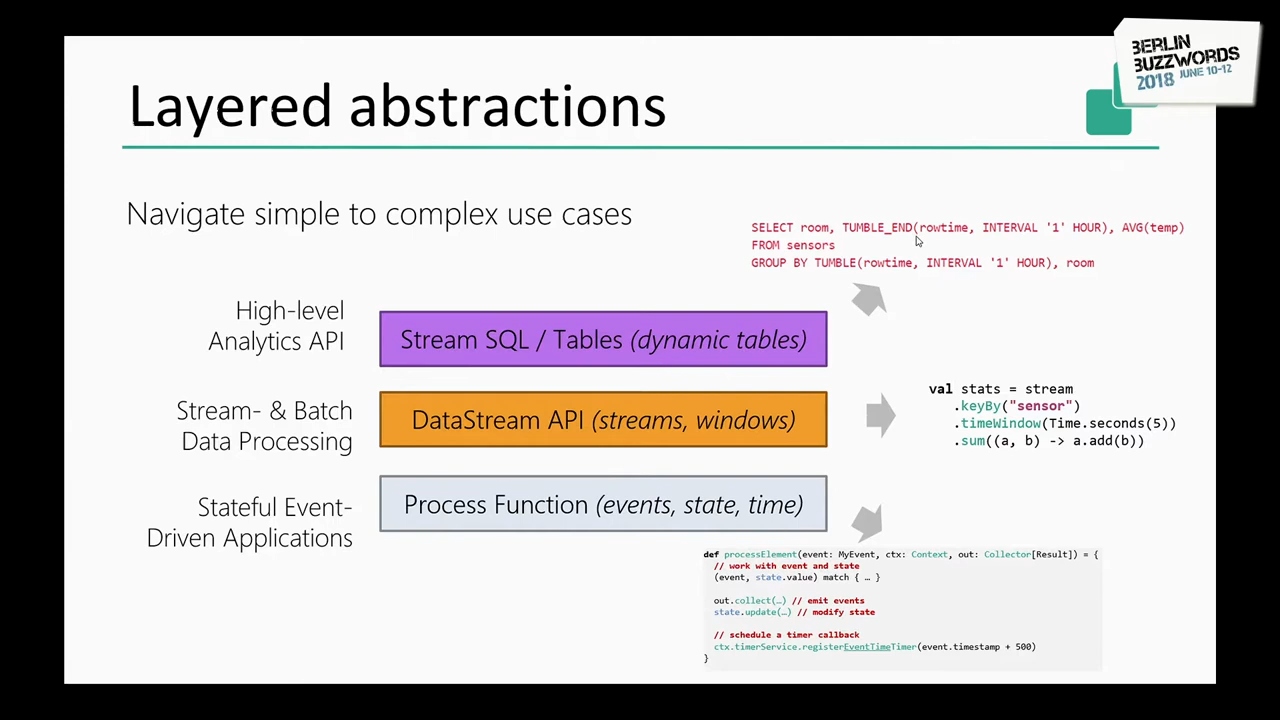 BERLIN
BUZZWORDS
2018 JUNE 10-12
Layered abstractions
Navigate simple to complex use cases
SELECT room, TUMBLE_END(rowtime, INTERVAL '1' HOUR), AVG(temp)
FROM sensors
GROUP BY TUMBLE(rowtime, INTERVAL '1' HOUR), room
High-level
Analytics API
Stream SQL / Tables (dynamic tables)
Stream- & Batch
Data Processing
DataStream API (streams, windows)
val stats = stream
.keyBy("sensor")
.timeWindow(Time.seconds(5))
.sum((a, b) -> a.add(b))
Stateful Event-
Driven Applications
Process Function (events, state, time)
def processElement(event: MyEvent, ctx: Context, out: Collector[Result]) = {
// work with event and state
(event, state.value) match { … }
out.collect(…) // emit events
state.update(…) // modify state
// schedule a timer callback
ctx.timerService.registerEventTimeTimer(event.timestamp + 500)
}